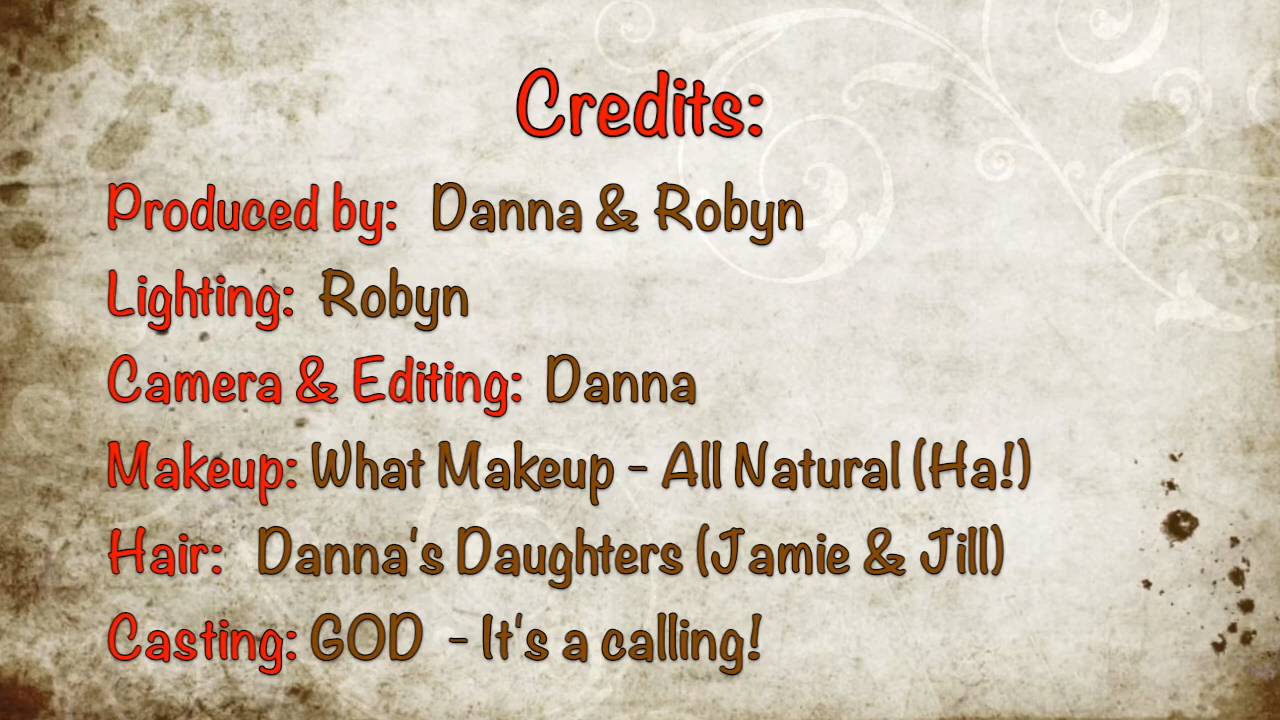 Credits:
Produced by: Danna & Robyn
Lighting: Robyn
Camera & Editing: Danna
Makeup: What Makeup - All Natural (Ha!)
Hair: Danna's Daughters (Jamie & Jill)
Casting: GOD - It's a calling!